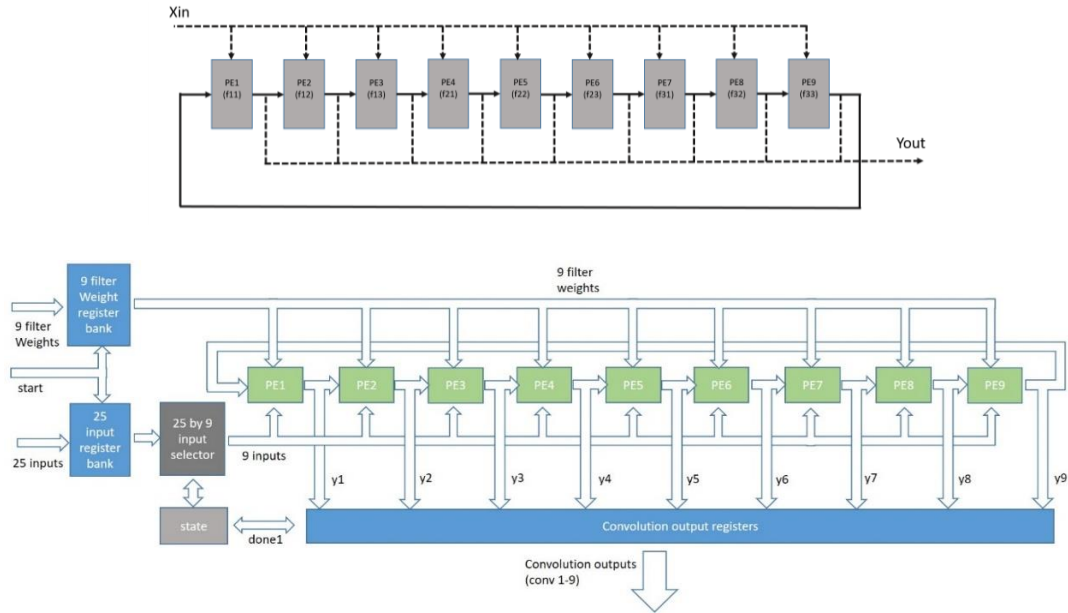 Xin
PE1
(f11)
PE2
(f12)
PE3
(f13)
PE4
(f21)
PE5
(f22)
PE6
(f23)
PE7
(f31)
PE8
(f32)
PE9
(f33)
Yout
9 filter
Weight
register
bank
9 filter
weights
9 filter
Weights
start
PE1
PE2
PE3
PE4
PE5
PE6
PE7
PE8
PE9
25
input
register
bank
25 by 9
input
selector
25 inputs
9 inputs
y1
y2
y3
y4
y5
y6
y7
y8
y9
state
done1
Convolution output registers
Convolution outputs
(conv 1-9)